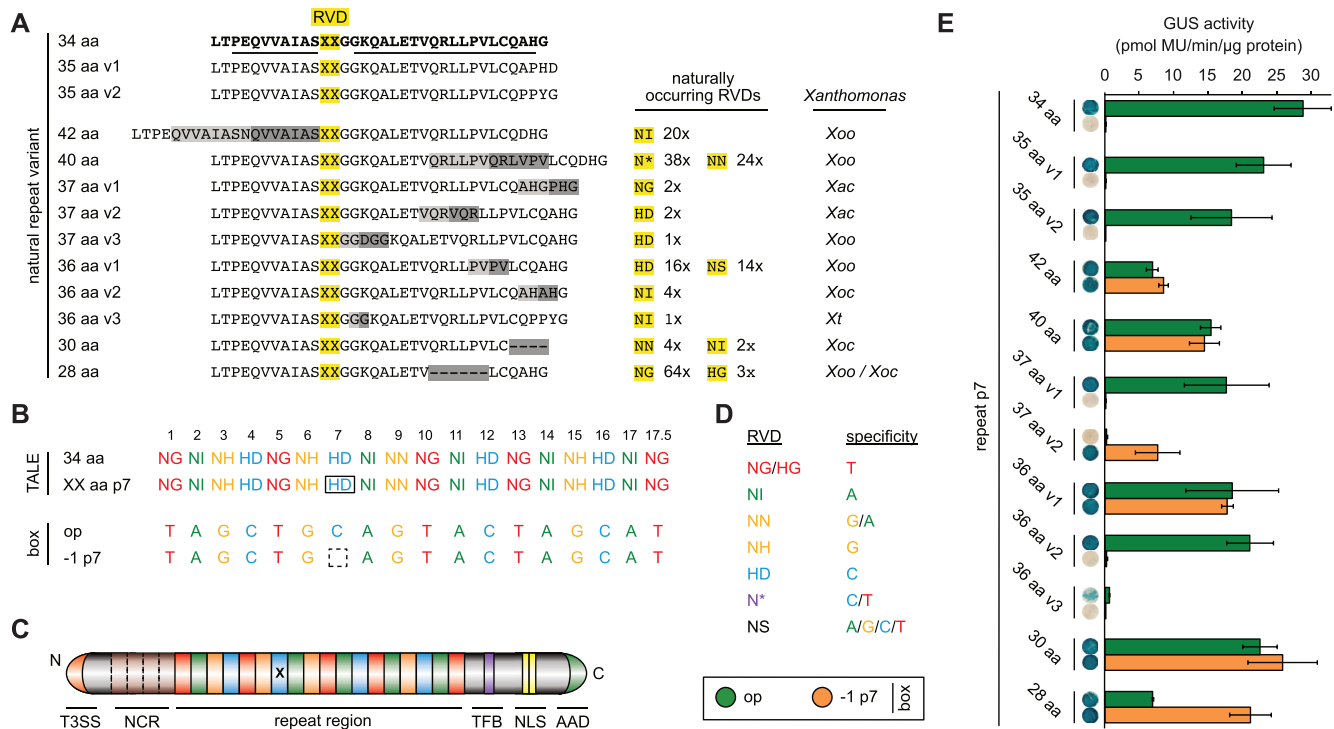 A
RVD
natural repeat variant
34 aa LTPEQVVAIASXXGGKQALETVQRLLPVLCQAHG
35 aa v1 LTPEQVVAIASXXGGKQALETVQRLLPVLCQAPHD
35 aa v2 LTPEQVVAIASXXGGKQALETVQRLLPVLCQPPYG
naturally occurring RVDs
Xanthomonas
42 aa LTPEQVVAIASNQVVAIASXXGGKQALETVQRLLPVLCQDHG NI 20x Xoo
40 aa LTPEQVVAIASXXGGKQALETVQRLLPVQRLVPVLCQDHG N* 38x NN 24x Xoo
37 aa v1 LTPEQVVAIASXXGGKQALETVQRLLPVLCQAHGPHG NG 2x Xac
37 aa v2 LTPEQVVAIASXXGGKQALETVQRVQRLLPVLCQAHG HD 2x Xac
37 aa v3 LTPEQVVAIASXXGGDGGKQALETVQRLLPVLCQAHG HD 1x Xoo
36 aa v1 LTPEQVVAIASXXGGKQALETVQRLLPVPVLCQAHG HD 16x NS 14x Xoo
36 aa v2 LTPEQVVAIASXXGGKQALETVQRLLPVLCQAHAHG NI 4x Xoc
36 aa v3 LTPEQVVAIASXXGGGKQALETVQRLLPVLCQPPYG NI 1x Xt
30 aa LTPEQVVAIASXXGGKQALETVQRLLPVLC---- NN 4x NI 2x Xoc
28 aa LTPEQVVAIASXXGGKQALETV------LCQAHG NG 64x HG 3x Xoo / Xoc
B
1 2 3 4 5 6 7 8 9 10 11 12 13 14 15 16 17 17.5
TALE
34 aa NG NI NH HD NG NH HD NI NN NG NI HD NG NI NH HD NI NG
XX aa p7 NG NI NH HD NG NH HD NI NN NG NI HD NG NI NH HD NI NG
box
op T A G C T G C A G T A C T A G C A T
-1 p7 T A G C T G A G T A C T A G C A T
C
N
X
C
T3SS NCR repeat region TFB NLS AAD
D
RVD specificity
NG/HG T
NI A
NN G/A
NH G
HD C
N* C/T
NS A/G/C/T
op -1 p7 box
E
GUS activity
(pmol MU/min/µg protein)
0 5 10 15 20 25 30
repeat p7
34 aa
35 aa v1
35 aa v2
42 aa
40 aa
37 aa v1
37 aa v2
36 aa v1
36 aa v2
36 aa v3
30 aa
28 aa